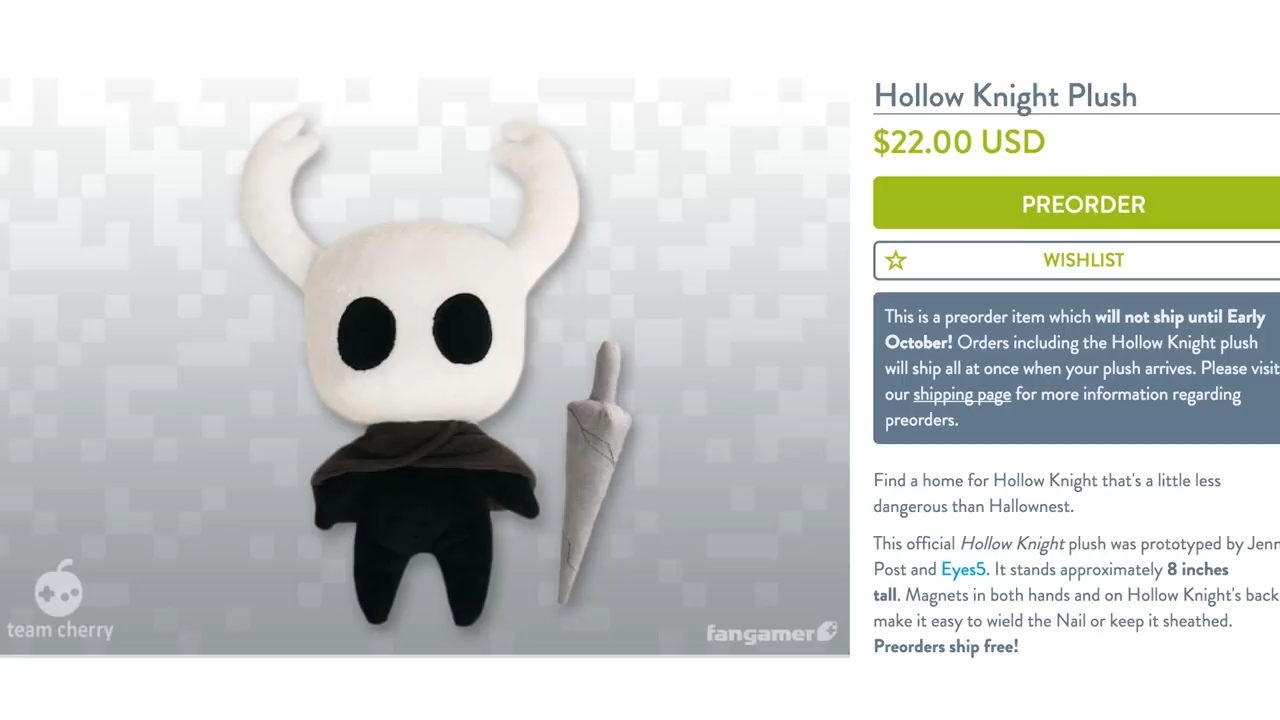 Hollow Knight Plush
$22.00 USD
PREORDER
WISHLIST
This is a preorder item which will not ship until Early
October! Orders including the Hollow Knight plush
will ship all at once when your plush arrives. Please visit
our shipping page for more information regarding
preorders.
Find a home for Hollow Knight that's a little less
dangerous than Hallownest.
This official Hollow Knight plush was prototyped by Jenn
Post and Eyes5. It stands approximately 8 inches
tall. Magnets in both hands and on Hollow Knight's back
make it easy to wield the Nail or keep it sheathed.
Preorders ship free!
team cherry
fangamer